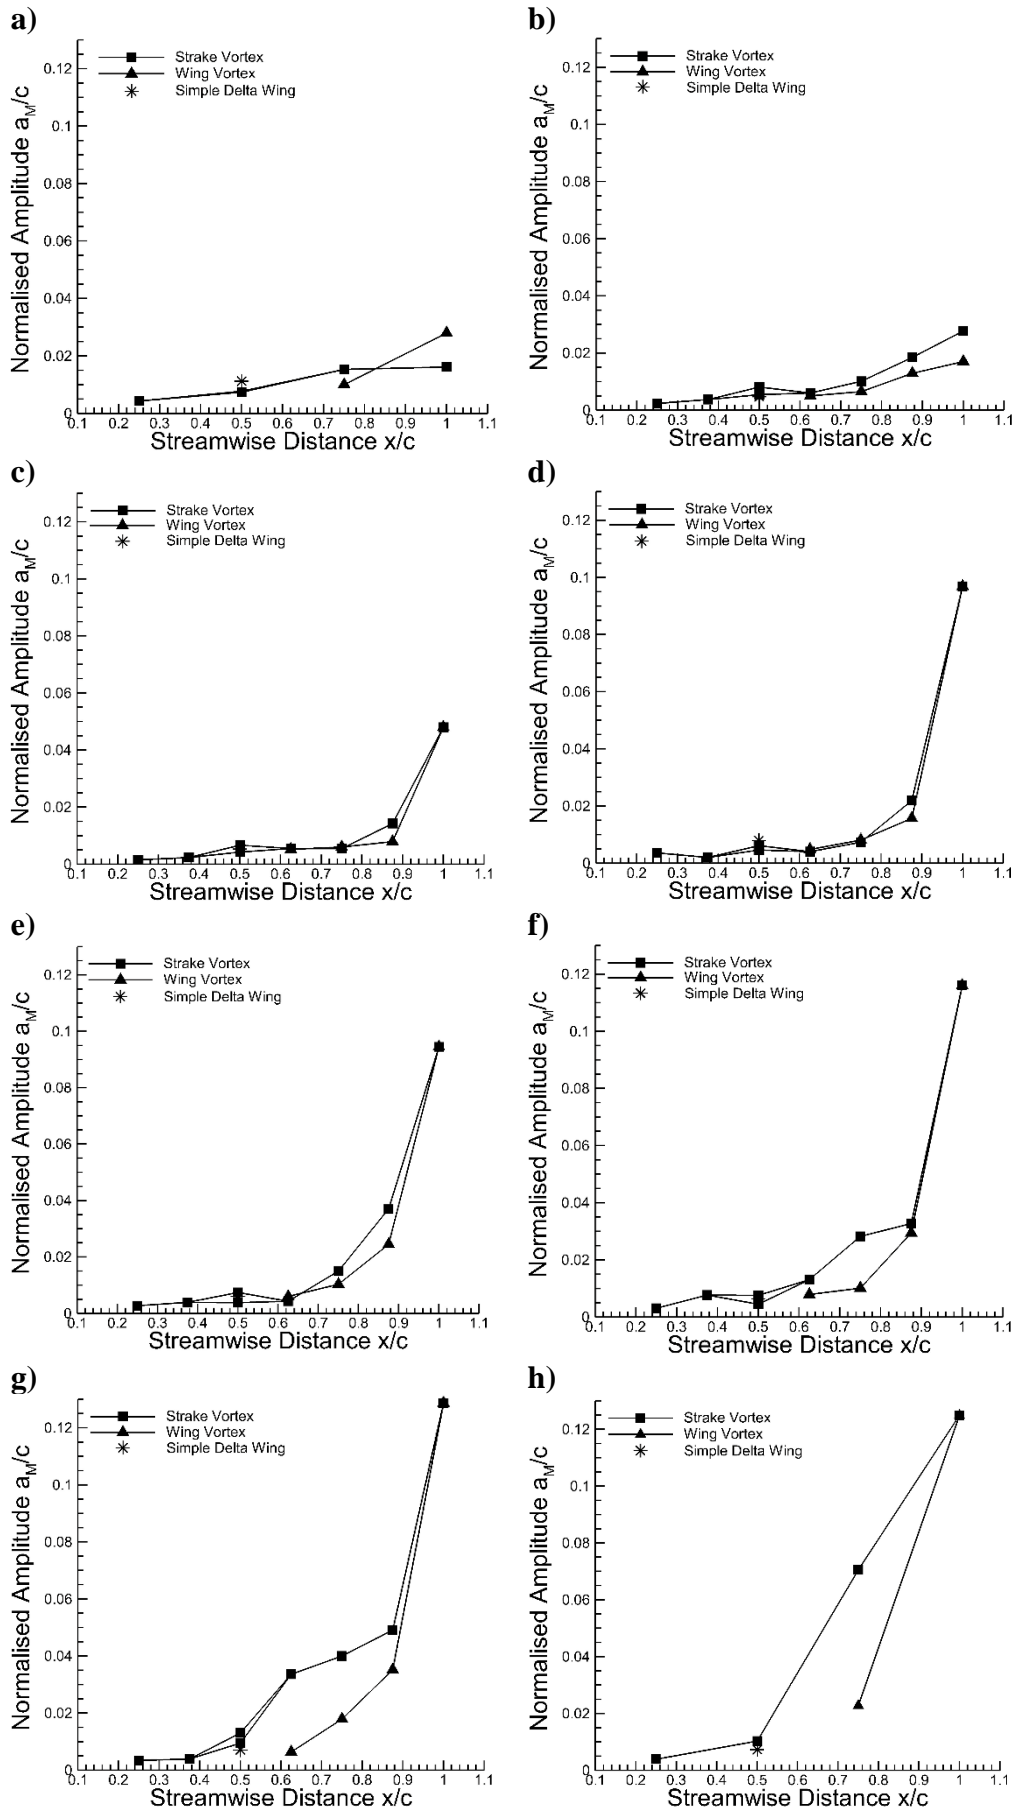 a)
Normalised Amplitude a_M/c
0.12
0.1
0.08
0.06
0.04
0.02
0
Strake Vortex
Wing Vortex
Simple Delta Wing
0.1 0.2 0.3 0.4 0.5 0.6 0.7 0.8 0.9 1 1.1
Streamwise Distance x/c
b)
Normalised Amplitude a_M/c
0.12
0.1
0.08
0.06
0.04
0.02
0
Strake Vortex
Wing Vortex
Simple Delta Wing
0.1 0.2 0.3 0.4 0.5 0.6 0.7 0.8 0.9 1 1.1
Streamwise Distance x/c
c)
Normalised Amplitude a_M/c
0.12
0.1
0.08
0.06
0.04
0.02
0
Strake Vortex
Wing Vortex
Simple Delta Wing
0.1 0.2 0.3 0.4 0.5 0.6 0.7 0.8 0.9 1 1.1
Streamwise Distance x/c
d)
Normalised Amplitude a_M/c
0.12
0.1
0.08
0.06
0.04
0.02
0
Strake Vortex
Wing Vortex
Simple Delta Wing
0.1 0.2 0.3 0.4 0.5 0.6 0.7 0.8 0.9 1 1.1
Streamwise Distance x/c
e)
Normalised Amplitude a_M/c
0.12
0.1
0.08
0.06
0.04
0.02
0
Strake Vortex
Wing Vortex
Simple Delta Wing
0.1 0.2 0.3 0.4 0.5 0.6 0.7 0.8 0.9 1 1.1
Streamwise Distance x/c
f)
Normalised Amplitude a_M/c
0.12
0.1
0.08
0.06
0.04
0.02
0
Strake Vortex
Wing Vortex
Simple Delta Wing
0.1 0.2 0.3 0.4 0.5 0.6 0.7 0.8 0.9 1 1.1
Streamwise Distance x/c
g)
Normalised Amplitude a_M/c
0.12
0.1
0.08
0.06
0.04
0.02
0
Strake Vortex
Wing Vortex
Simple Delta Wing
0.1 0.2 0.3 0.4 0.5 0.6 0.7 0.8 0.9 1 1.1
Streamwise Distance x/c
h)
Normalised Amplitude a_M/c
0.12
0.1
0.08
0.06
0.04
0.02
0
Strake Vortex
Wing Vortex
Simple Delta Wing
0.1 0.2 0.3 0.4 0.5 0.6 0.7 0.8 0.9 1 1.1
Streamwise Distance x/c